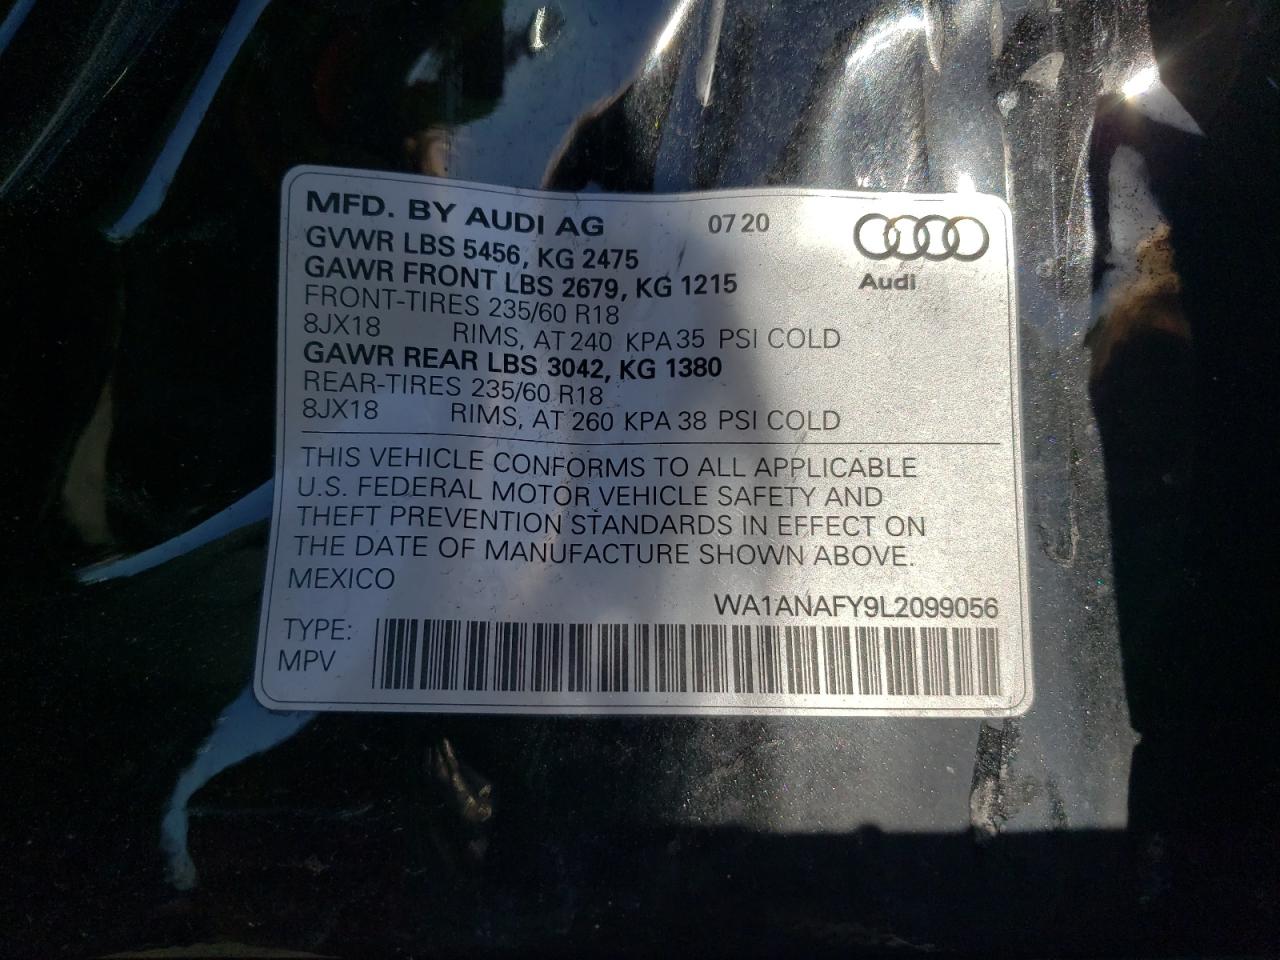 MFD. BY AUDI AG 07 20
Audi
GVWR LBS 5456, KG 2475
GAWR FRONT LBS 2679, KG 1215
FRONT-TIRES 235/60 R18
8JX18 RIMS, AT 240 KPA 35 PSI COLD
GAWR REAR LBS 3042, KG 1380
REAR-TIRES 235/60 R18
8JX18 RIMS, AT 260 KPA 38 PSI COLD
THIS VEHICLE CONFORMS TO ALL APPLICABLE
U.S. FEDERAL MOTOR VEHICLE SAFETY AND
THEFT PREVENTION STANDARDS IN EFFECT ON
THE DATE OF MANUFACTURE SHOWN ABOVE.
MEXICO
WA1ANAFY9L2099056
TYPE:
MPV